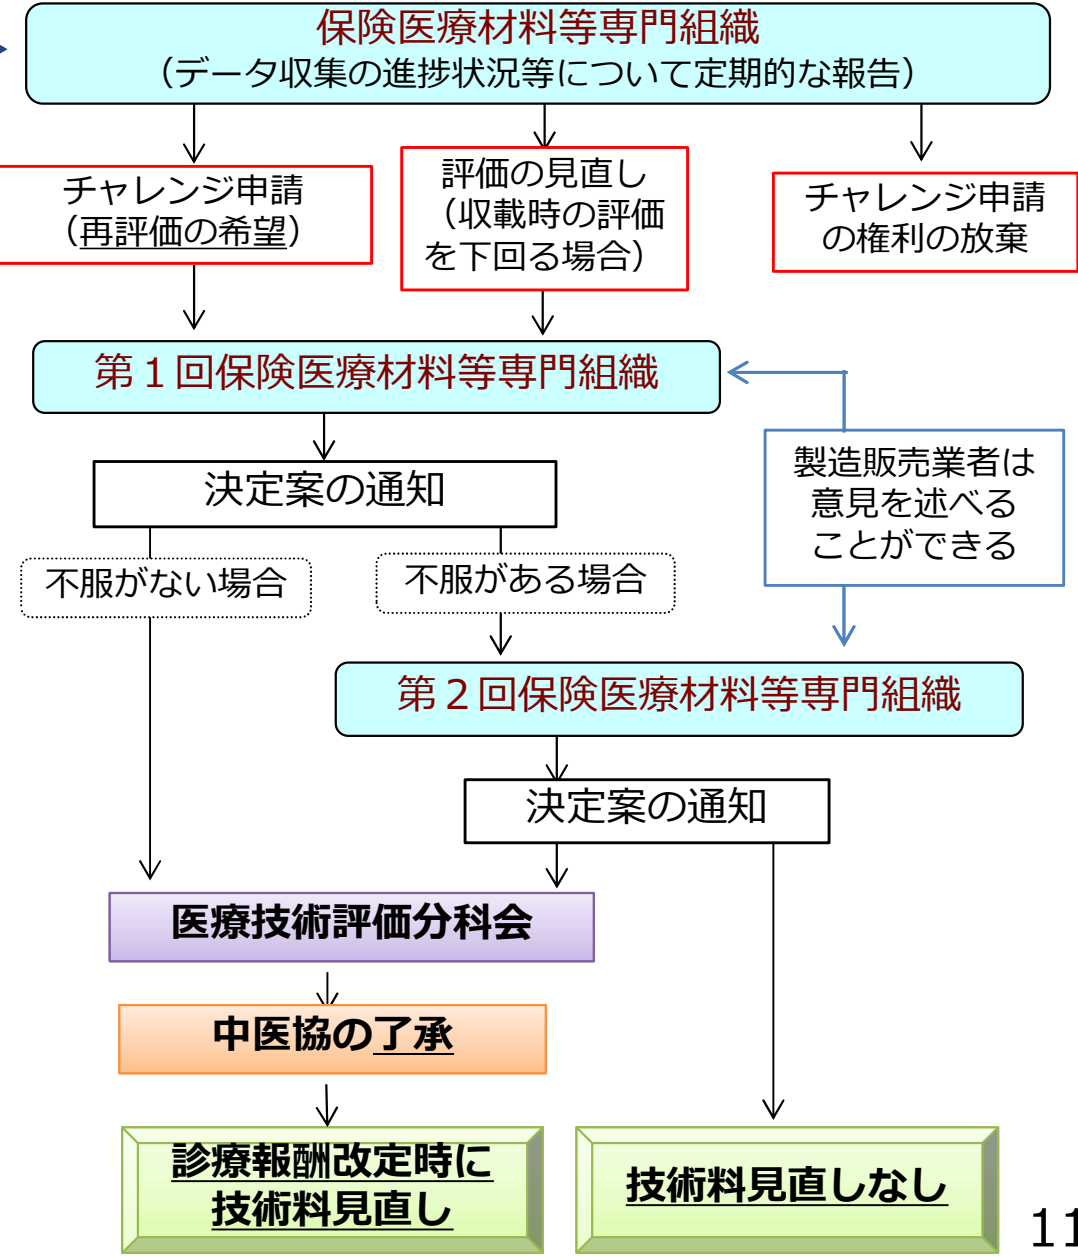 保険医療材料等専門組織
（データ収集の進捗状況等について定期的な報告）
チャレンジ申請
（再評価の希望）
評価の見直し
（収載時の評価
を下回る場合）
チャレンジ申請
の権利の放棄
第１回保険医療材料等専門組織
決定案の通知
製造販売業者は
意見を述べる
ことができる
不服がない場合
不服がある場合
第２回保険医療材料等専門組織
決定案の通知
医療技術評価分科会
中医協の了承
診療報酬改定時に
技術料見直し
技術料見直しなし
11